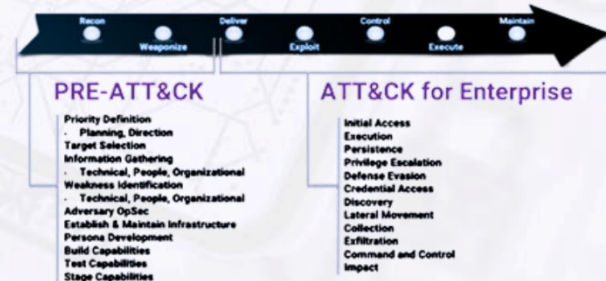 Recon
Weaponize
Deliver
Exploit
Control
Execute
Maintain
PRE-ATT&CK
Priority Definition
- Planning, Direction
Target Selection
Information Gathering
- Technical, People, Organizational
Weakness Identification
- Technical, People, Organizational
Adversary OpSec
Establish & Maintain Infrastructure
Persona Development
Build Capabilities
Test Capabilities
Stage Capabilities
ATT&CK for Enterprise
Initial Access
Execution
Persistence
Privilege Escalation
Defense Evasion
Credential Access
Discovery
Lateral Movement
Collection
Exfiltration
Command and Control
Impact